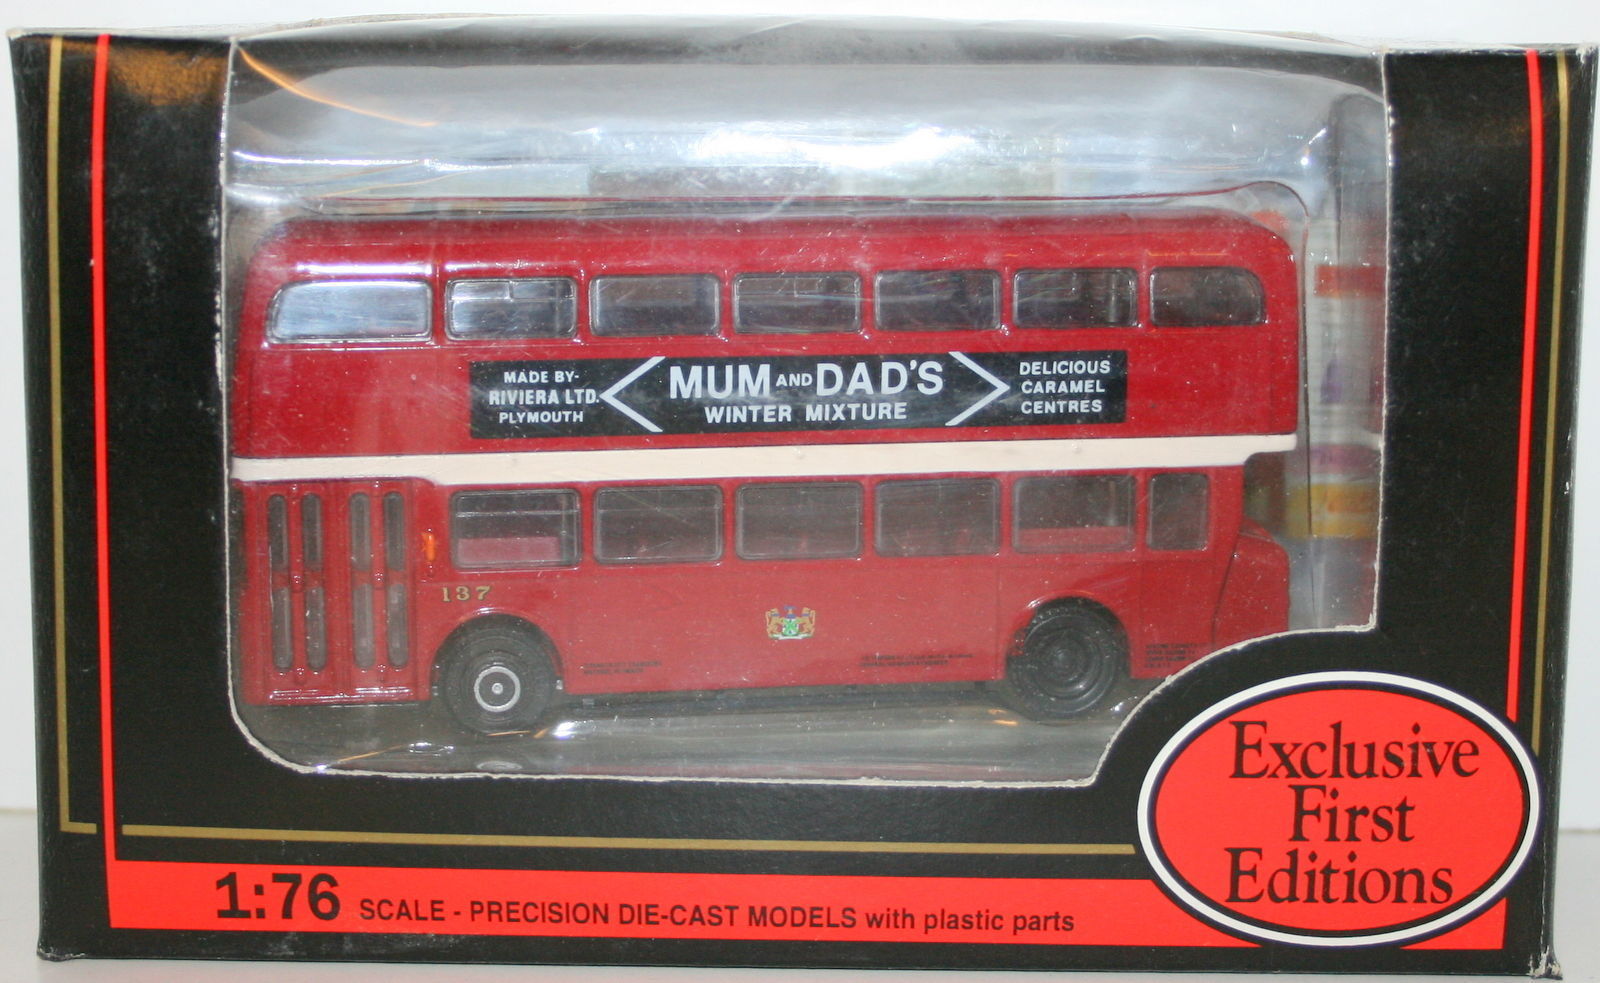 MADE BY-
RIVIERA LTD.
PLYMOUTH
MUM AND DAD'S
WINTER MIXTURE
DELICIOUS
CARAMEL
CENTRES
137
Exclusive
First
Editions
1:76 SCALE - PRECISION DIE-CAST MODELS with plastic parts